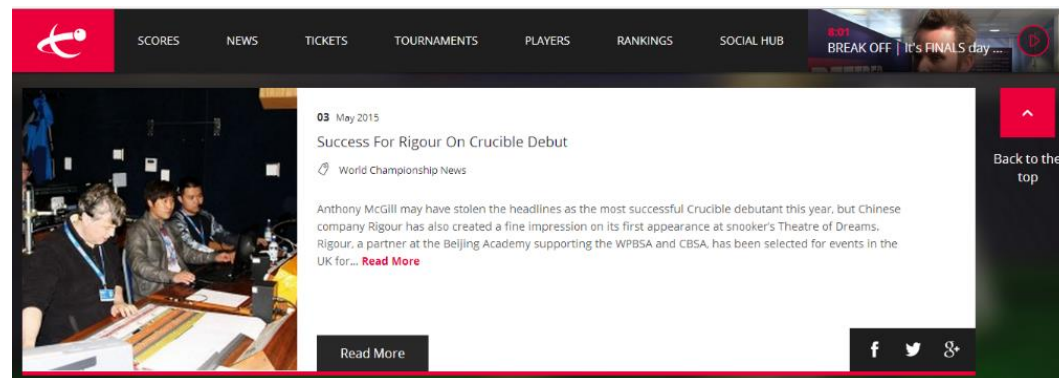 SCORES NEWS TICKETS TOURNAMENTS PLAYERS RANKINGS SOCIAL HUB
8:01
BREAK OFF | It's FINALS day ...
03 May 2015
Success For Rigour On Crucible Debut
World Championship News
Anthony McGill may have stolen the headlines as the most successful Crucible debutant this year, but Chinese
company Rigour has also created a fine impression on its first appearance at snooker's Theatre of Dreams.
Rigour, a partner at the Beijing Academy supporting the WPBSA and CBSA, has been selected for events in the
UK for... Read More
Read More
f 8+
Back to the
top